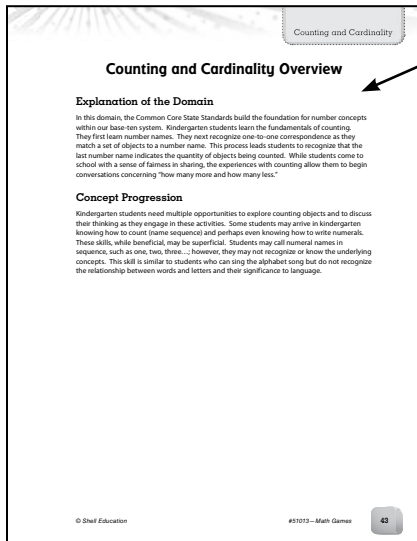 Counting and Cardinality
Counting and Cardinality Overview
Explanation of the Domain
In this domain, the Common Core State Standards build the foundation for number concepts
within our base-ten system. Kindergarten students learn the fundamentals of counting.
They first learn number names. They next recognize one-to-one correspondence as they
match a set of objects to a number name. This process leads students to recognize that the
last number name indicates the quantity of objects being counted. While students come to
school with a sense of fairness in sharing, the experiences with counting allow them to begin
conversations concerning “how many more and how many less.”
Concept Progression
Kindergarten students need multiple opportunities to explore counting objects and to discuss
their thinking as they engage in these activities. Some students may arrive in kindergarten
knowing how to count (name sequence) and perhaps even knowing how to write numerals.
These skills, while beneficial, may be superficial. Students may call numeral names in
sequence, such as one, two, three...; however, they may not recognize or know the underlying
concepts. This skill is similar to students who can sing the alphabet song but do not recognize
the relationship between words and letters and their significance to language.
© Shell Education
#51013—Math Games
43